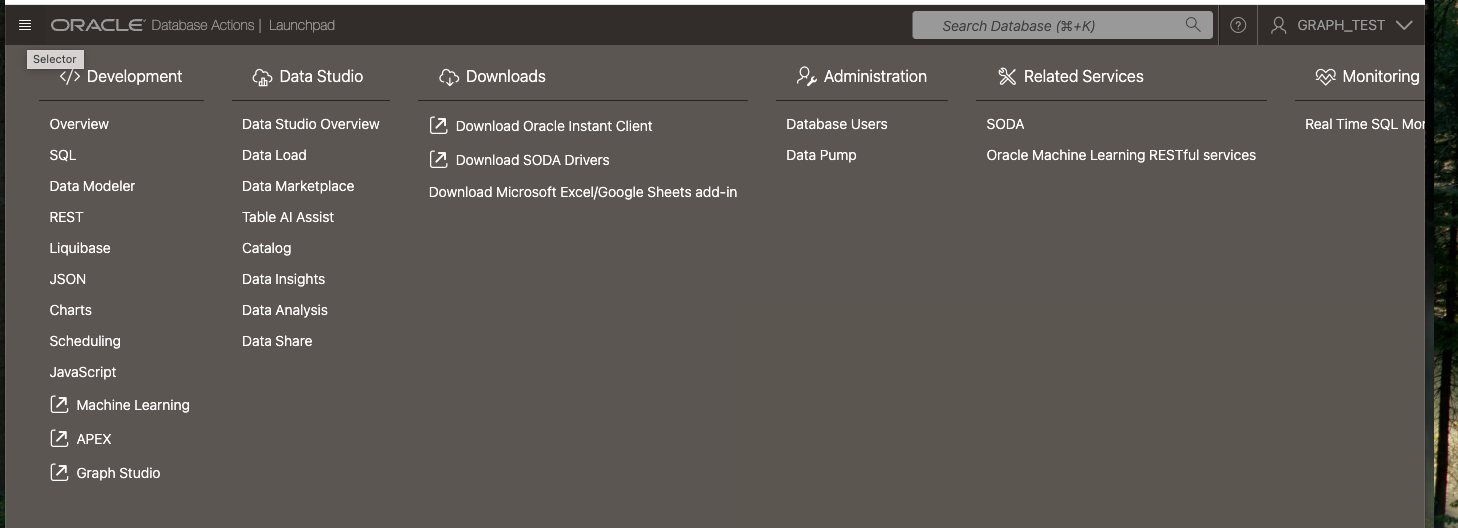 ORACLE Database Actions | Launchpad
Search Database (⌘+K)
GRAPH_TEST
Selector
Development
Overview
SQL
Data Modeler
REST
Liquibase
JSON
Charts
Scheduling
JavaScript
Machine Learning
APEX
Graph Studio
Data Studio
Data Studio Overview
Data Load
Data Marketplace
Table AI Assist
Catalog
Data Insights
Data Analysis
Data Share
Downloads
Download Oracle Instant Client
Download SODA Drivers
Download Microsoft Excel/Google Sheets add-in
Administration
Database Users
Data Pump
Related Services
SODA
Oracle Machine Learning RESTful services
Monitoring
Real Time SQL